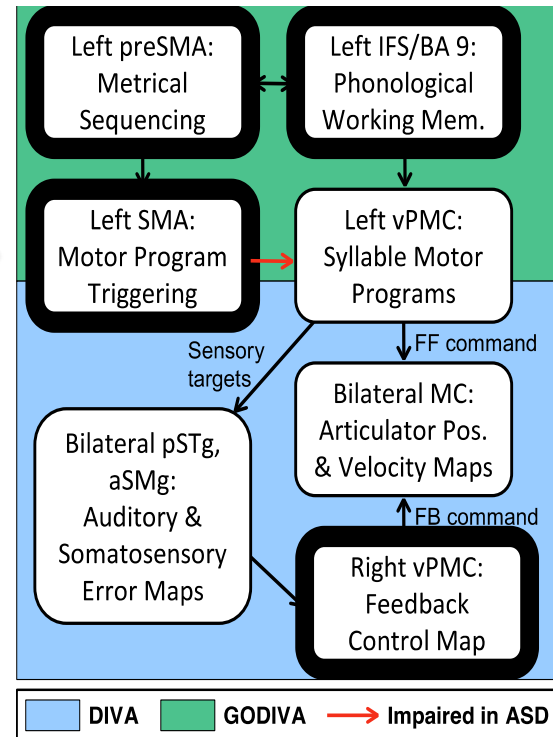 Left preSMA:
Metrical
Sequencing
Left IFS/BA 9:
Phonological
Working Mem.
Left SMA:
Motor Program
Triggering
Left vPMC:
Syllable Motor
Programs
Sensory
targets
FF command
Bilateral pSTg,
aSMg:
Auditory &
Somatosensory
Error Maps
Bilateral MC:
Articulator Pos.
& Velocity Maps
FB command
Right vPMC:
Feedback
Control Map
DIVA
GODIVA
Impaired in ASD